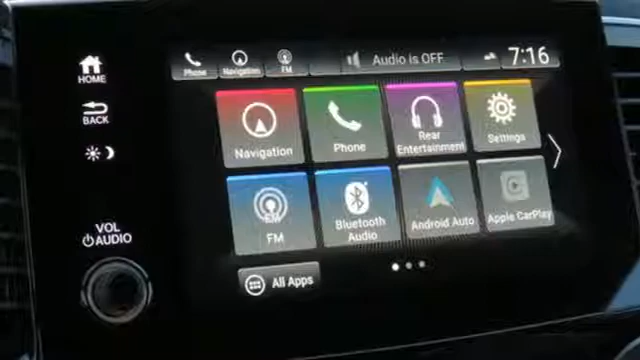 HOME
BACK
VOL
AUDIO
Phone
Navigation
FM
Audio is OFF
7:16
Navigation
Phone
Rear
Entertainment
Settings
FM
Bluetooth
Audio
Android Auto
Apple CarPlay
All Apps